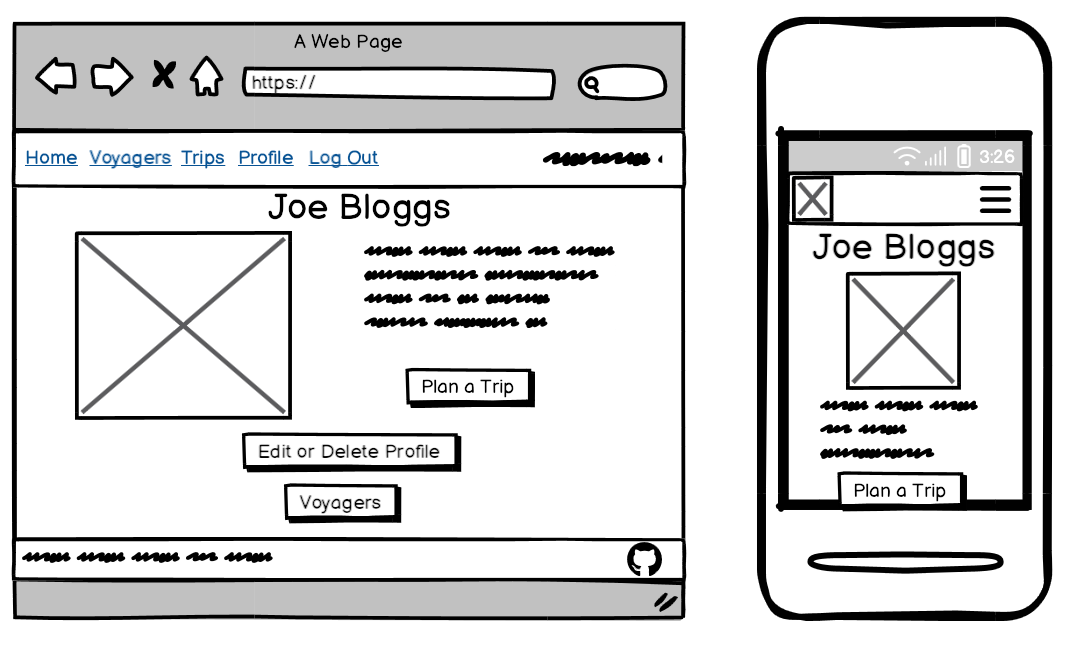 A Web Page
https://
Home Voyagers Trips Profile Log Out
Joe Bloggs
Plan a Trip
Edit or Delete Profile
Voyagers
3:26
Joe Bloggs
Plan a Trip